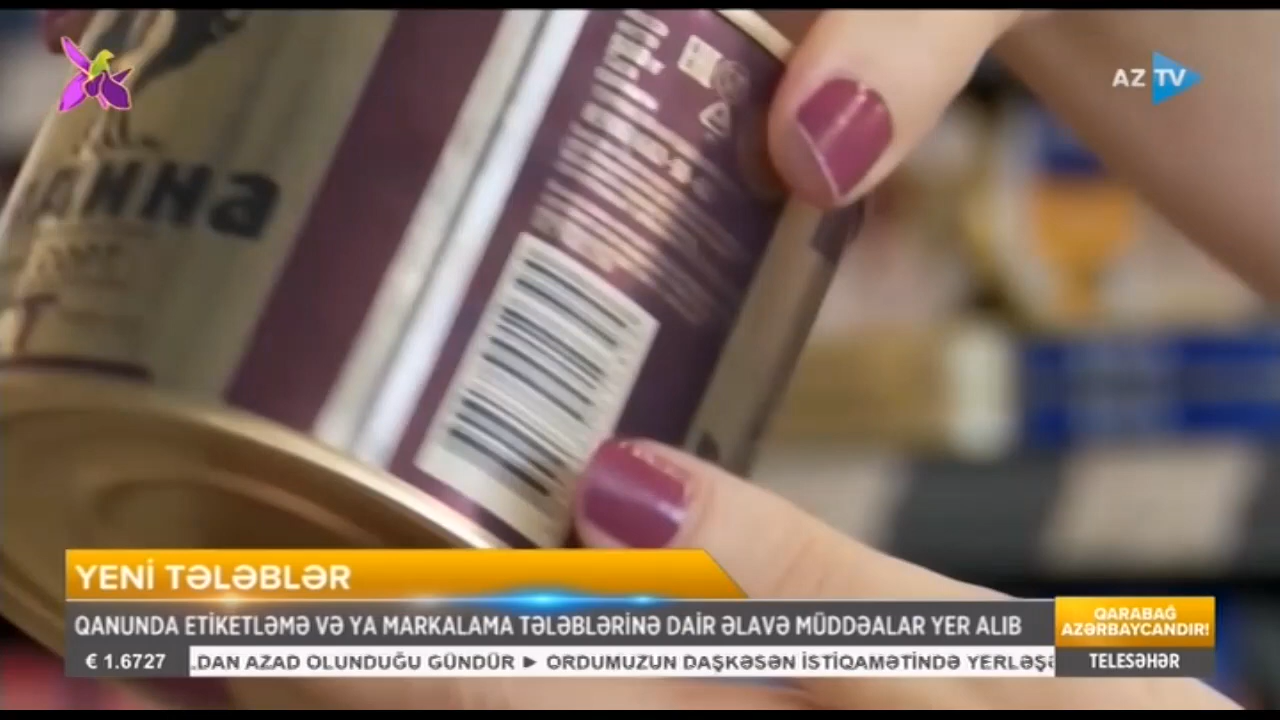 AZ TV
YENİ TƏLƏBLƏR
QANUNDA ETİKETLƏMƏ VƏ YA MARKALAMA TƏLƏBLƏRİNƏ DAİR ƏLAVƏ MÜDDƏALAR YER ALIB
QARABAĞ
AZƏRBAYCANDIR!
€ 1.6727
.DAN AZAD OLUNDUĞU GÜNDÜR ► ORDUMUZUN DAŞKƏSƏN İSTİQAMƏTİNDƏ YERLƏŞƏ
TELESƏHƏR